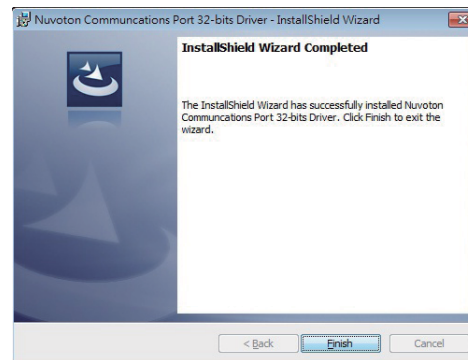 Nuvoton Communcations Port 32-bits Driver - InstallShield Wizard
InstallShield Wizard Completed
The InstallShield Wizard has successfully installed Nuvoton
Communcations Port 32-bits Driver. Click Finish to exit the
wizard.
< Back
Finish
Cancel